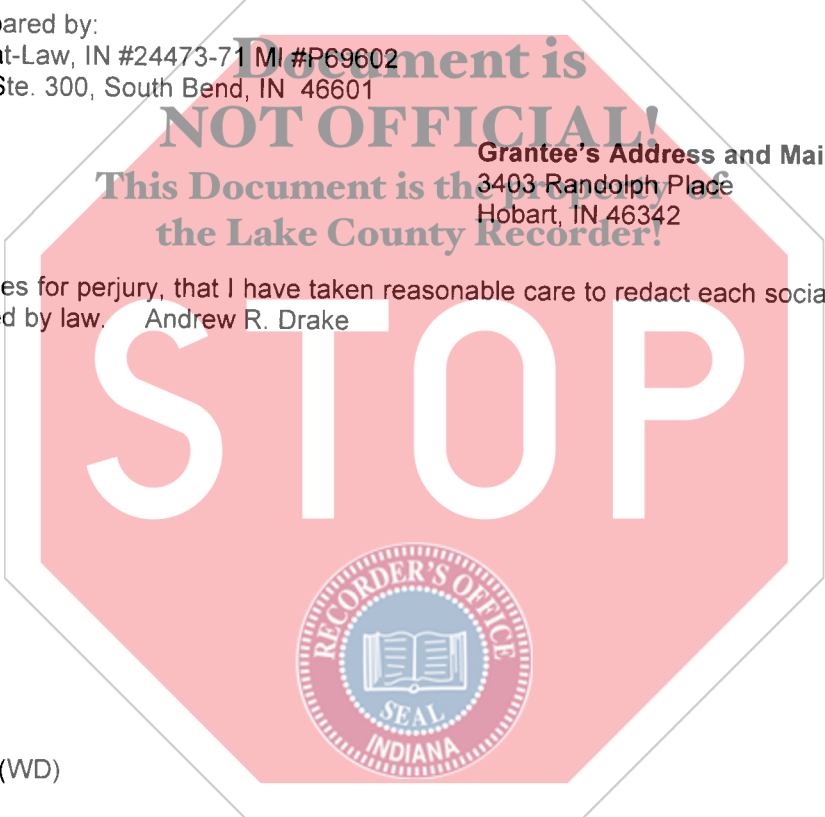 ared by:
t-Law, IN #24473-71 MI #P69602
Ste. 300, South Bend, IN 46601
Document is
NOT OFFICIAL!
This Document is the property of
the Lake County Recorder!
Grantee's Address and Mai
3403 Randolph Place
Hobart, IN 46342
es for perjury, that I have taken reasonable care to redact each socia
d by law. Andrew R. Drake
STOP
RECORDER'S OFFICE
SEAL
INDIANA
(WD)